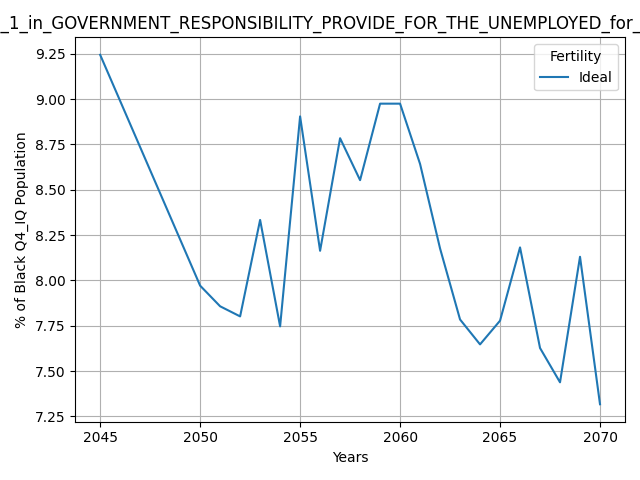 _1_in_GOVERNMENT_RESPONSIBILITY_PROVIDE_FOR_THE_UNEMPLOYED_for_
Fertility
Ideal
% of Black Q4_IQ Population
9.25
9.00
8.75
8.50
8.25
8.00
7.75
7.50
7.25
2045 2050 2055 2060 2065 2070
Years